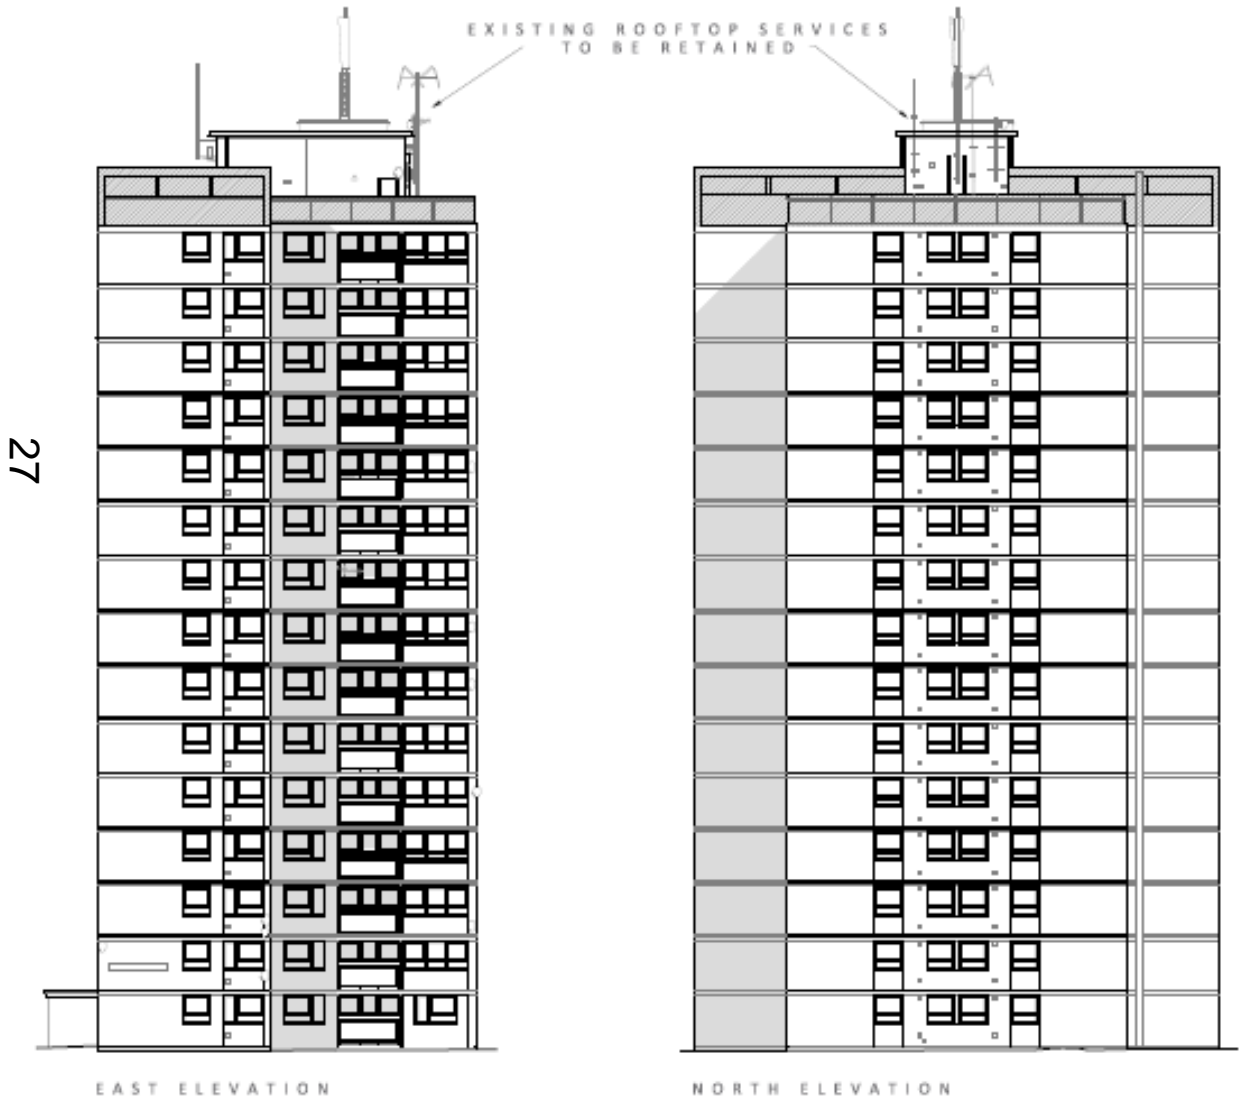 EXISTING ROOFTOP SERVICES
TO BE RETAINED
27
EAST ELEVATION
NORTH ELEVATION